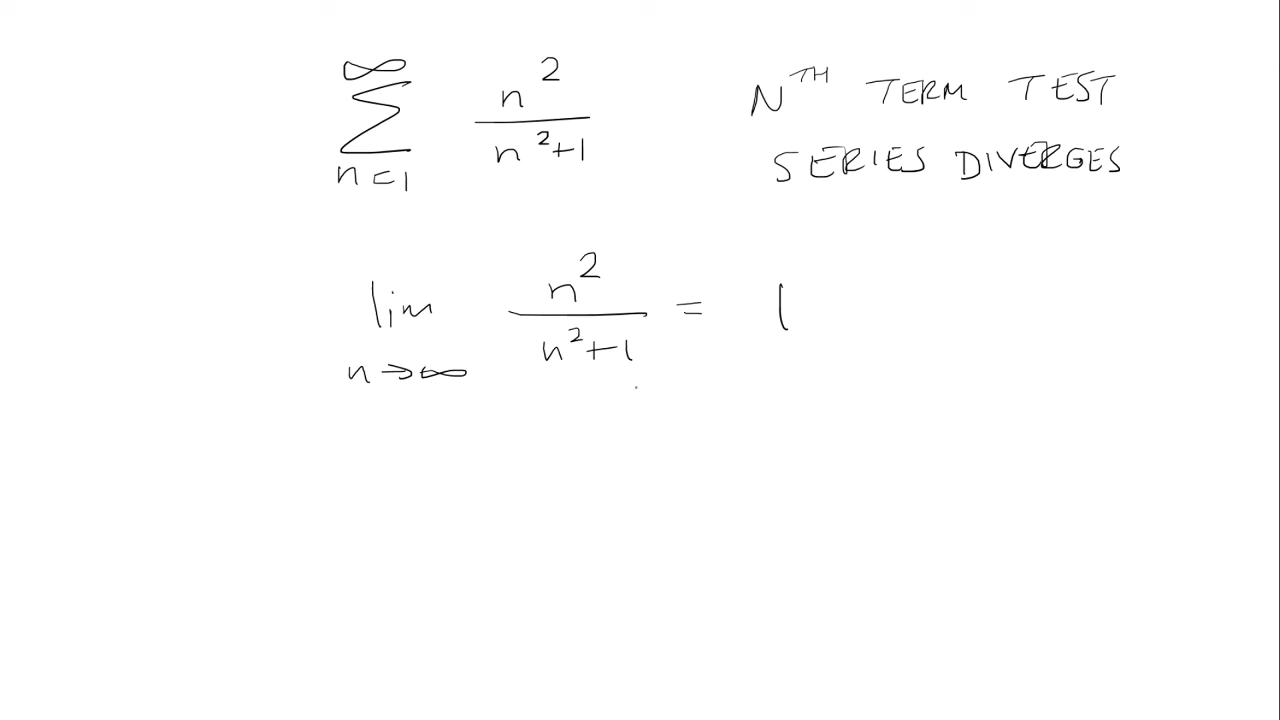 ∞
∑ n² / (n²+1)
n=1
Nᵀᴴ TERM TEST
SERIES DIVERGES
lim n² / (n²+1) = 1
n→∞